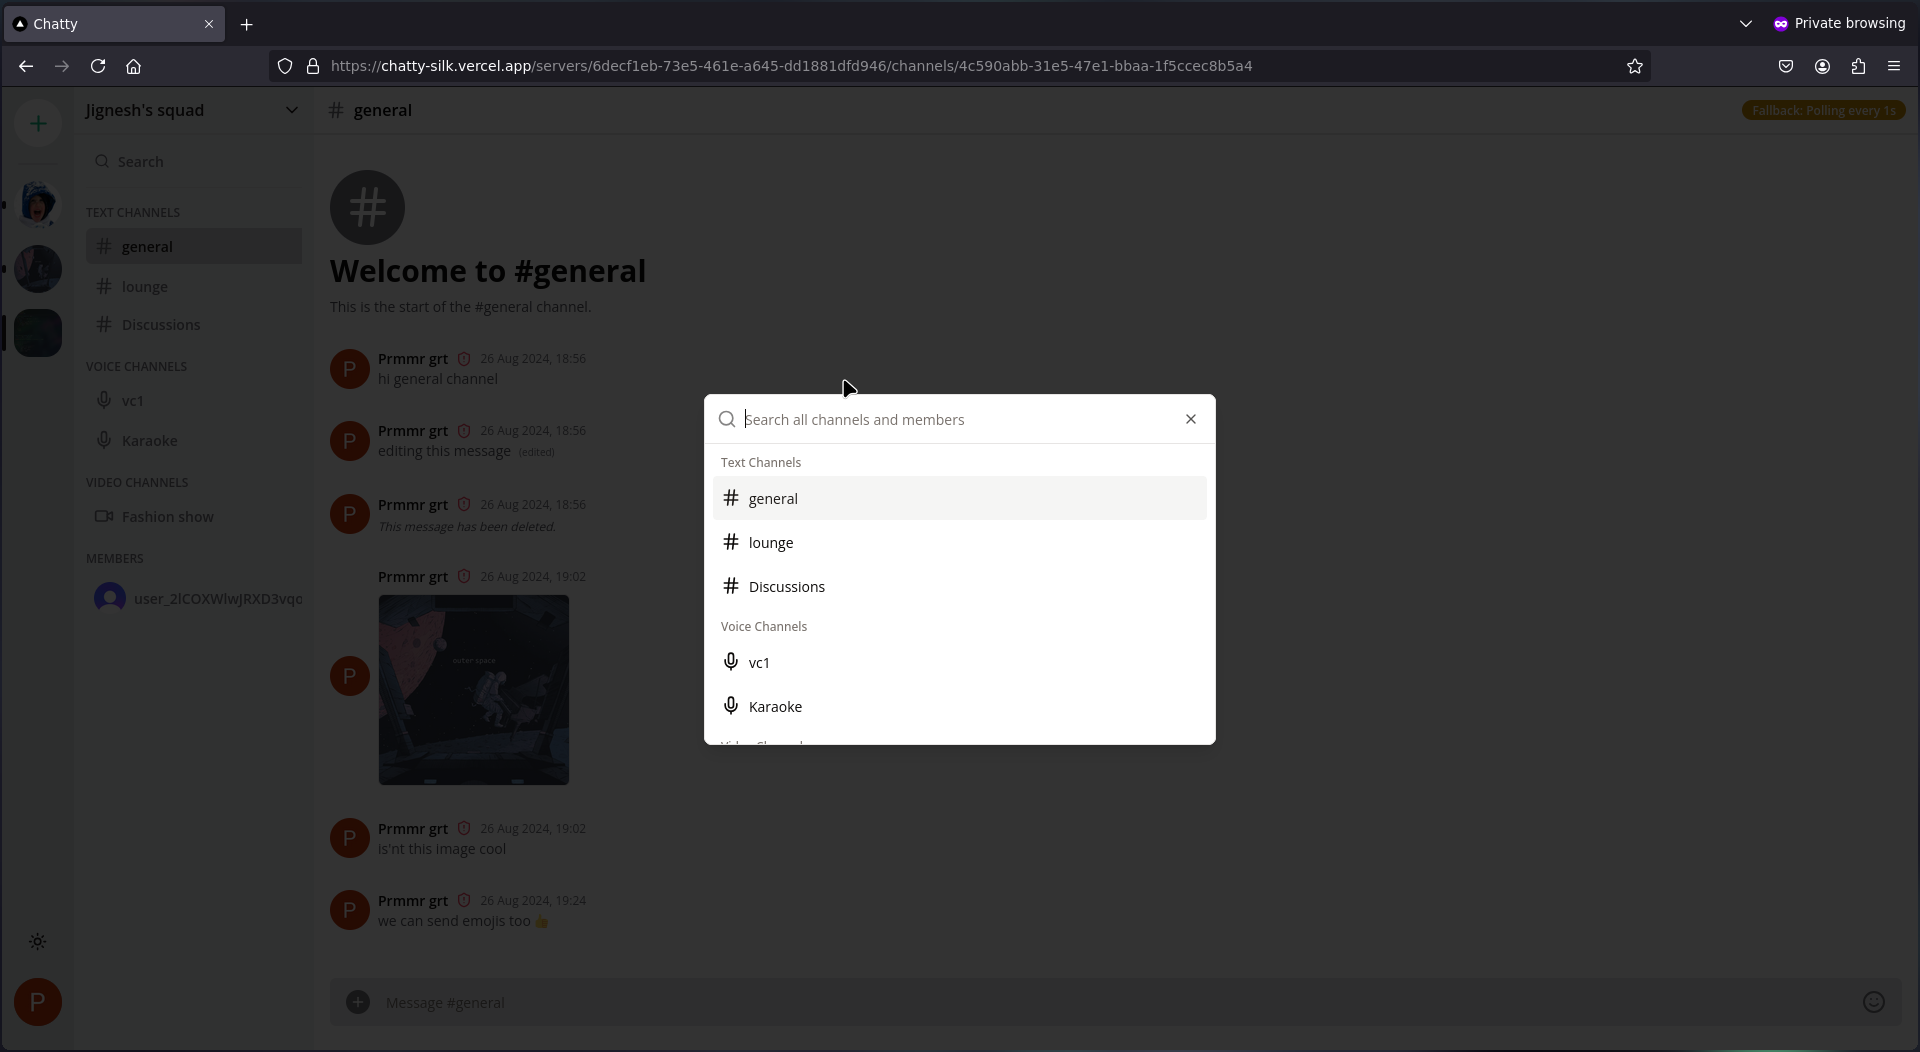 Chatty
Private browsing
https://chatty-silk.vercel.app/servers/6decf1eb-73e5-461e-a645-dd1881dfd946/channels/4c590abb-31e5-47e1-bbaa-1f5ccec8b5a4
Jignesh's squad
# general
Fallback: Polling every 1s
Search
TEXT CHANNELS
# general
# lounge
# Discussions
VOICE CHANNELS
vc1
Karaoke
VIDEO CHANNELS
Fashion show
MEMBERS
user_2lCOXWlwJRXD3vqc
P
#
Welcome to #general
This is the start of the #general channel.
P
Prmmr grt 26 Aug 2024, 18:56
hi general channel
P
Prmmr grt 26 Aug 2024, 18:56
editing this message (edited)
P
Prmmr grt 26 Aug 2024, 18:56
This message has been deleted.
Prmmr grt 26 Aug 2024, 19:02
P
outer space
P
Prmmr grt 26 Aug 2024, 19:02
is'nt this image cool
P
Prmmr grt 26 Aug 2024, 19:24
we can send emojis too 👍
Message #general
Search all channels and members
Text Channels
# general
# lounge
# Discussions
Voice Channels
vc1
Karaoke
Video Channels